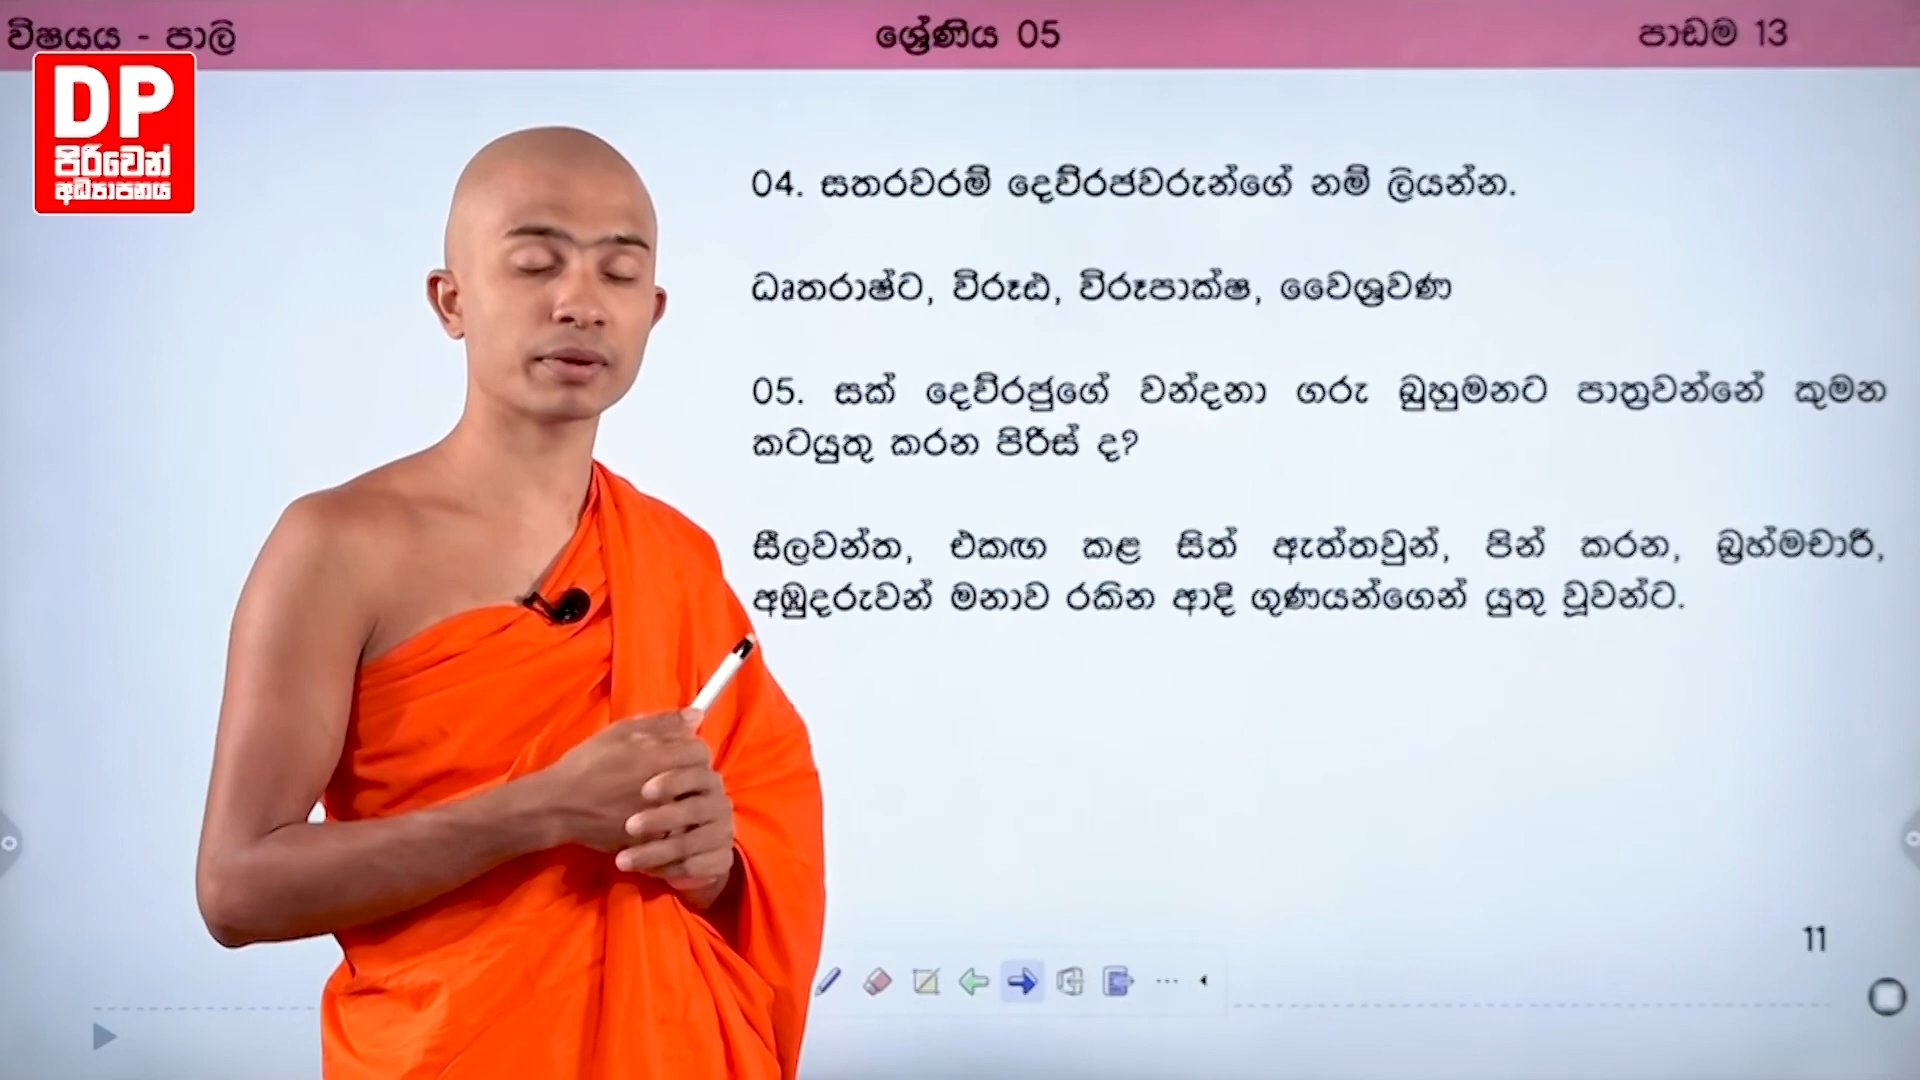 විෂයය - පාලි
ශ්‍රේණිය 05
පාඩම 13
DP
පිරිවෙන්
අධ්‍යාපනය
04. සතරවරම් දෙව්රජවරුන්ගේ නම් ලියන්න.
ධෘතරාෂ්ට, විරූඪ, විරූපාක්ෂ, වෛශ්‍රවණ
05. සක් දෙව්රජුගේ වන්දනා ගරු බුහුමනට පාත්‍රවන්නේ කුමන
කටයුතු කරන පිරිස් ද?
සීලවන්ත, එකඟ කළ සිත් ඇත්තවුන්, පින් කරන, බ්‍රහ්මචාරී,
අඹුදරුවන් මනාව රකින ආදි ගුණයන්ගෙන් යුතු වූවන්ට.
11